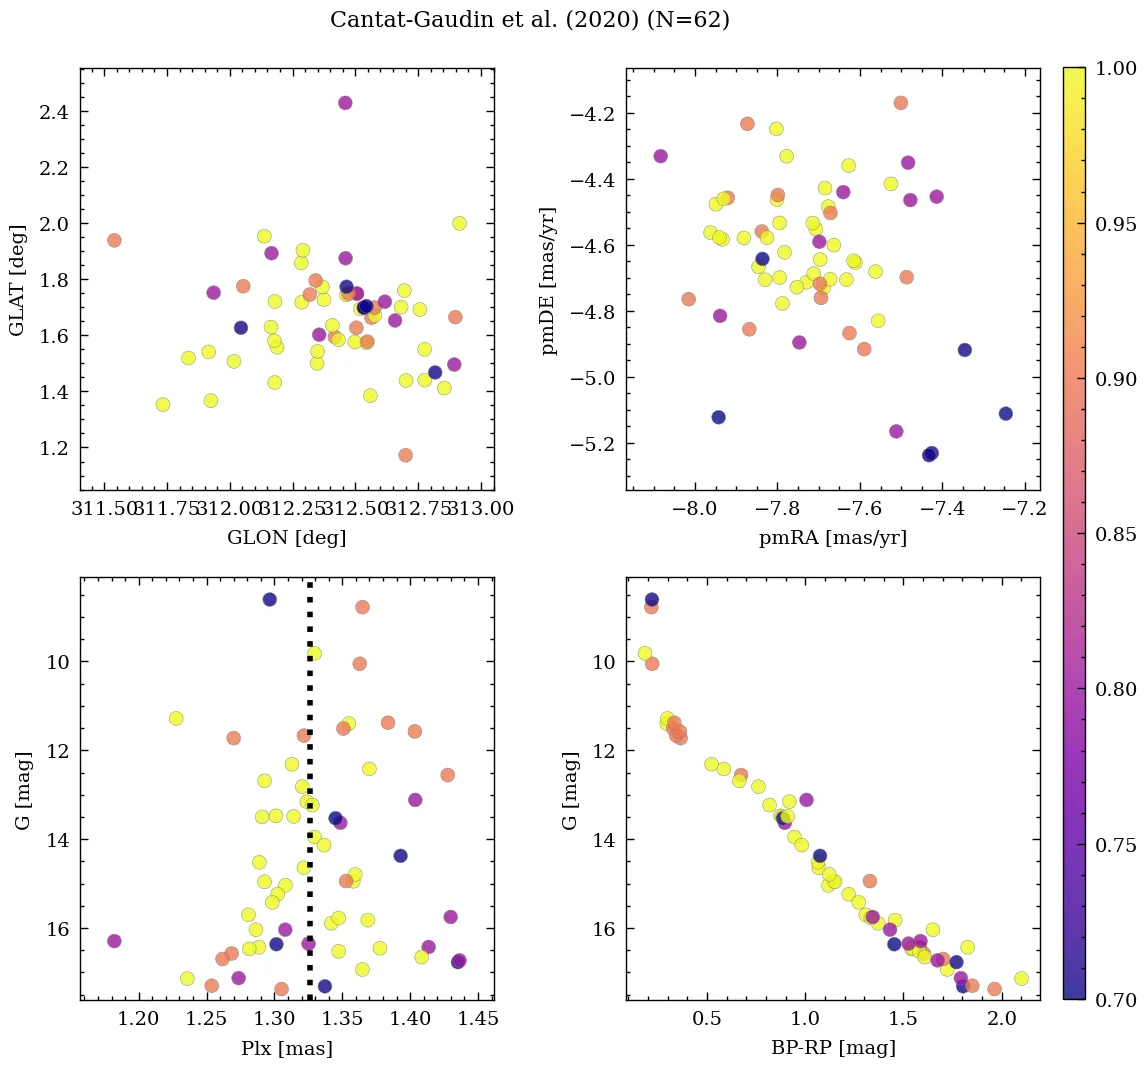 Cantat-Gaudin et al. (2020) (N=62)
2.4
2.2
2.0
1.8
1.6
1.4
1.2
GLAT [deg]
311.50 311.75 312.00 312.25 312.50 312.75 313.00
GLON [deg]
−4.2
−4.4
−4.6
−4.8
−5.0
−5.2
pmDE [mas/yr]
−8.0 −7.8 −7.6 −7.4 −7.2
pmRA [mas/yr]
10
12
14
16
G [mag]
1.20 1.25 1.30 1.35 1.40 1.45
Plx [mas]
10
12
14
16
G [mag]
0.5 1.0 1.5 2.0
BP-RP [mag]
1.00
0.95
0.90
0.85
0.80
0.75
0.70